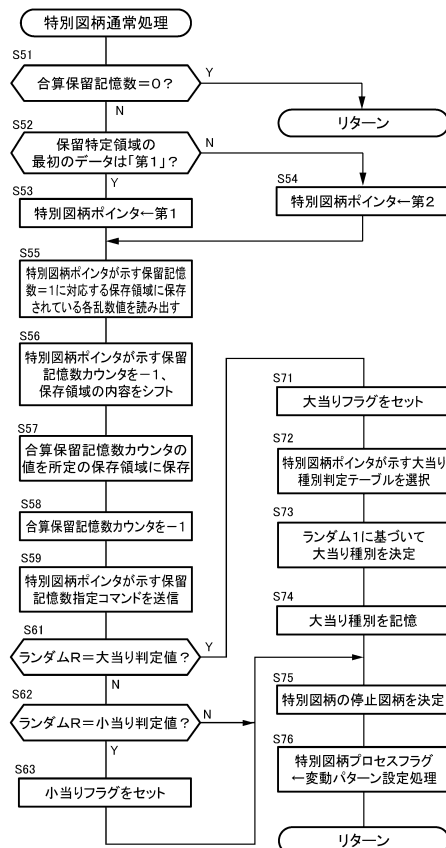 特別図柄通常処理
S51
合算保留記憶数＝0？
Y
N
リターン
S52
保留特定領域の
最初のデータは「第1」？
N
Y
S53
特別図柄ポインタ←第1
S54
特別図柄ポインタ←第2
S55
特別図柄ポインタが示す保留記憶
数＝1に対応する保存領域に保存
されている各乱数値を読み出す
S56
特別図柄ポインタが示す保留
記憶数カウンタを－1、
保存領域の内容をシフト
S57
合算保留記憶数カウンタの
値を所定の保存領域に保存
S58
合算保留記憶数カウンタを－1
S59
特別図柄ポインタが示す保留
記憶数指定コマンドを送信
S61
ランダムR＝大当り判定値？
Y
N
S62
ランダムR＝小当り判定値？
N
Y
S63
小当りフラグをセット
S71
大当りフラグをセット
S72
特別図柄ポインタが示す大当り
種別判定テーブルを選択
S73
ランダム1に基づいて
大当り種別を決定
S74
大当り種別を記憶
S75
特別図柄の停止図柄を決定
S76
特別図柄プロセスフラグ
←変動パターン設定処理
リターン